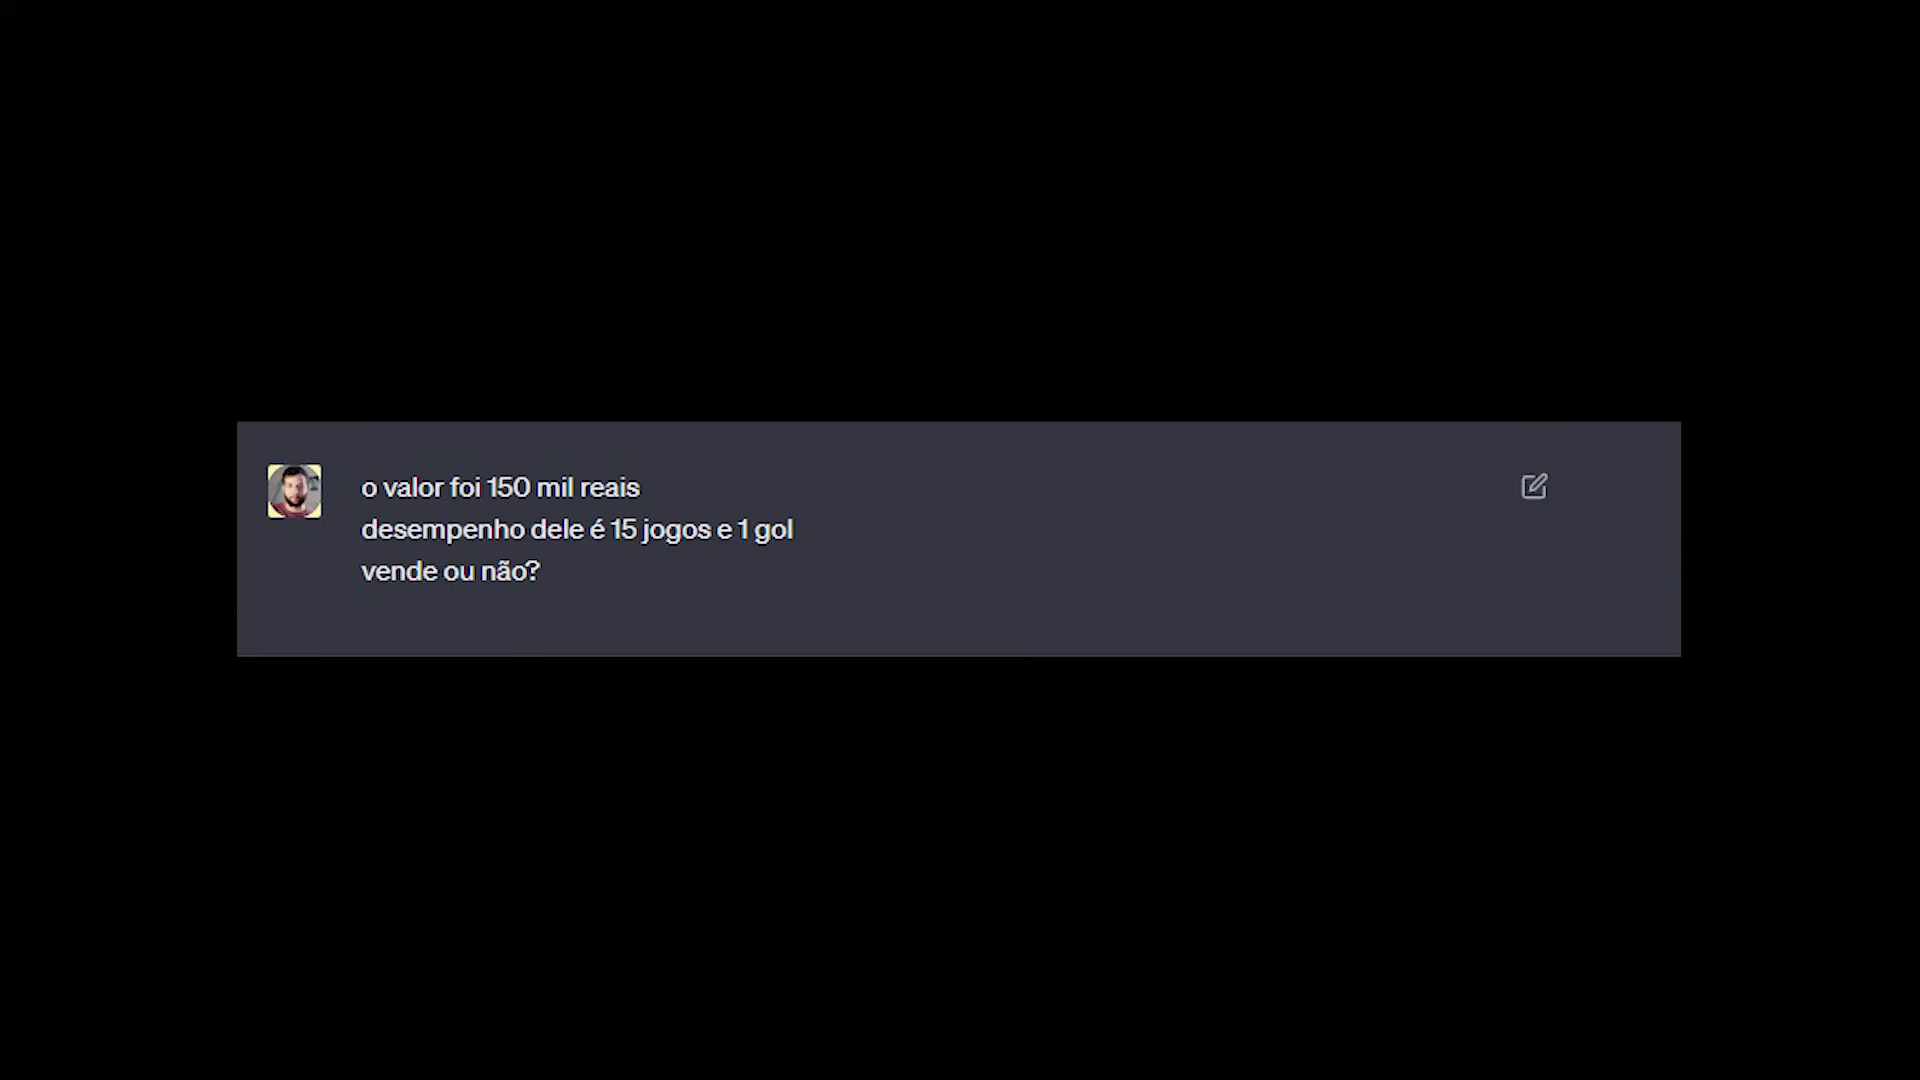 o valor foi 150 mil reais
desempenho dele é 15 jogos e 1 gol
vende ou não?